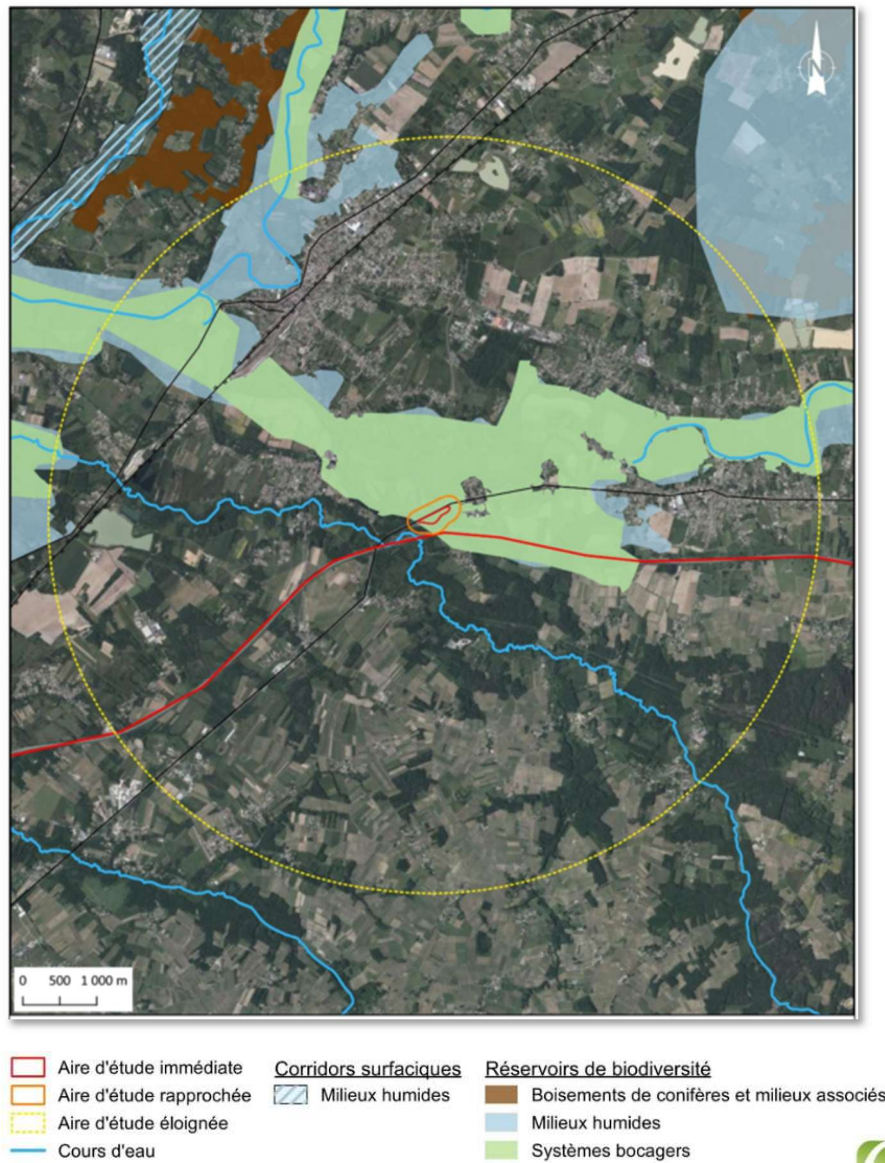 N
0 500 1 000 m
Aire d'étude immédiate
Aire d'étude rapprochée
Aire d'étude éloignée
Cours d'eau
Corridors surfaciques
Milieux humides
Réservoirs de biodiversité
Boisements de conifères et milieux associés
Milieux humides
Systèmes bocagers